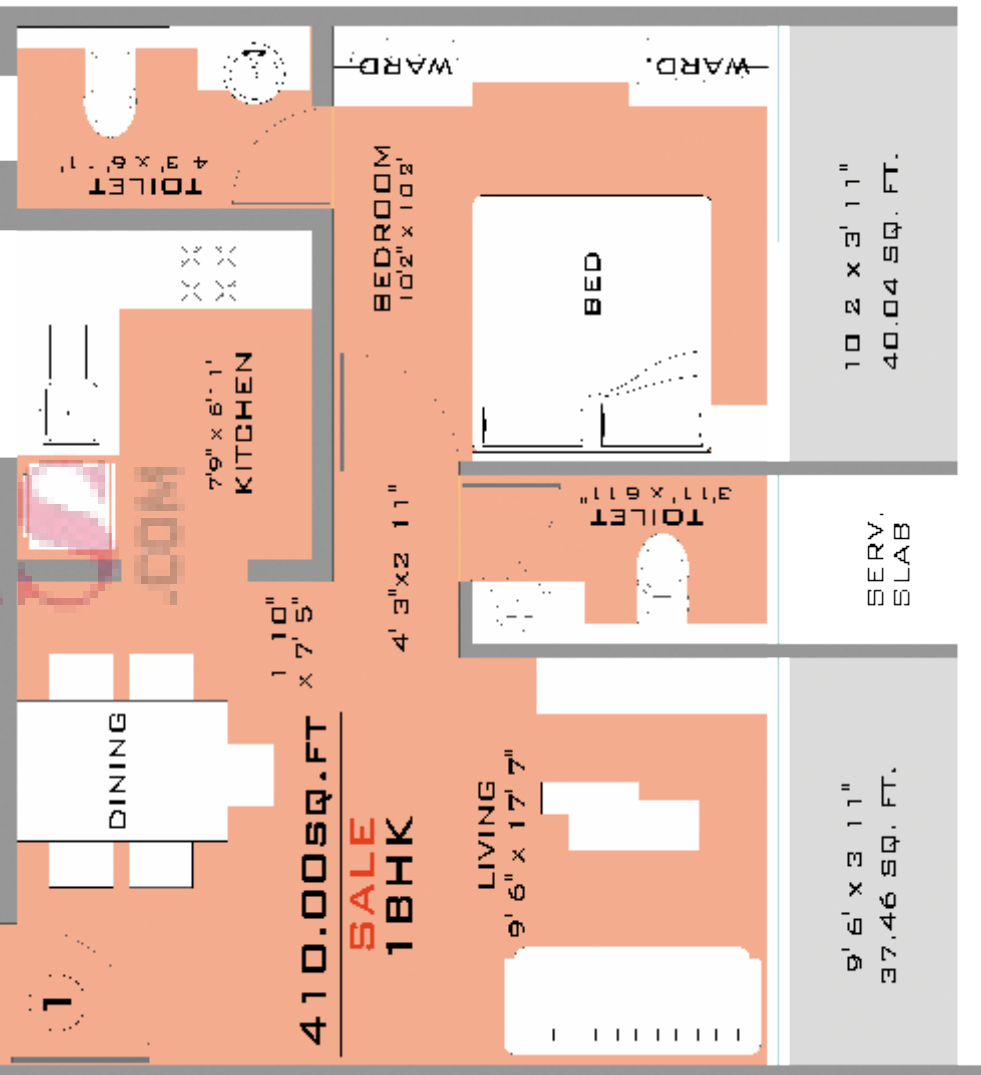 WARD.
WARD.
TOILET
4'3' x 6'-1'
BEDROOM
10'2" x 10'2'
BED
10 2 x 3' 11"
40.04 SQ. FT.
7'9" x 6'-1'
KITCHEN
.COM
4' 3"x2 11"
TOILET
3'11' x 6 11"
SERV.
SLAB
1 10"
x 7' 5"
DINING
410.00SQ.FT
SALE
1BHK
LIVING
9' 6" x 17' 7"
9' 6' x 3 11"
37.46 SQ. FT.
1